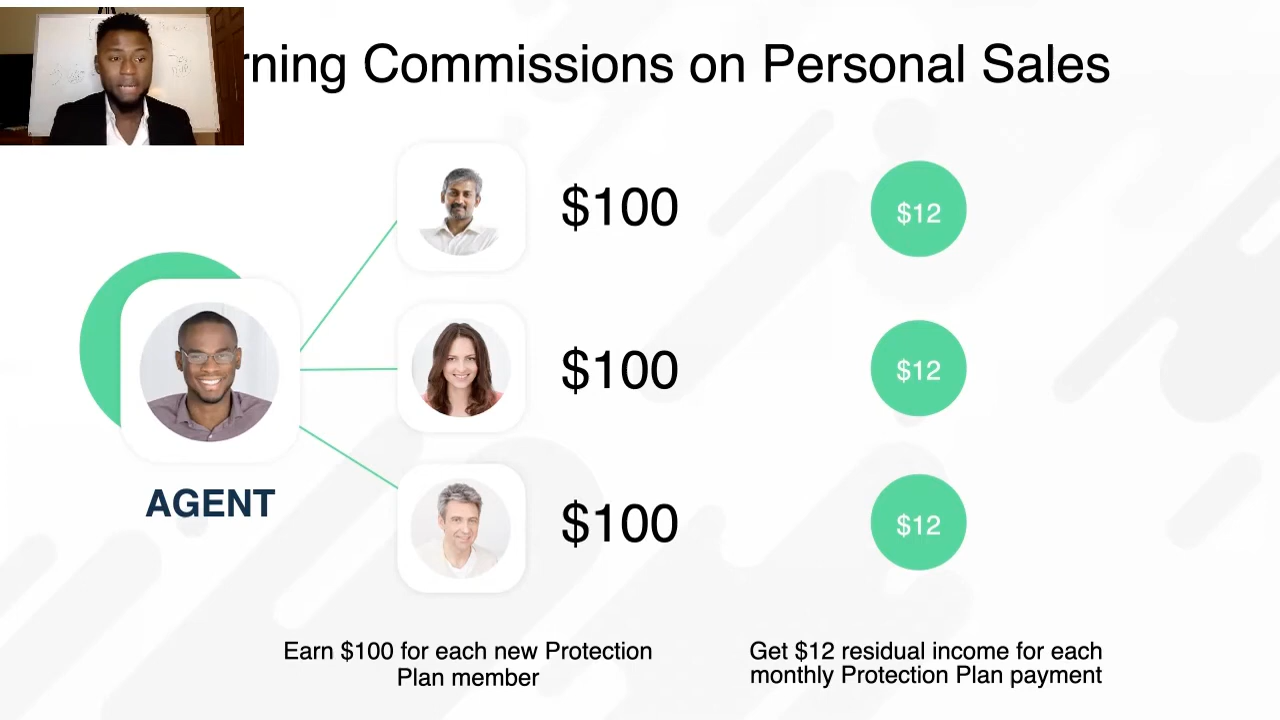 rning Commissions on Personal Sales
$100
$12
$100
$12
AGENT
$100
$12
Earn $100 for each new Protection
Plan member
Get $12 residual income for each
monthly Protection Plan payment